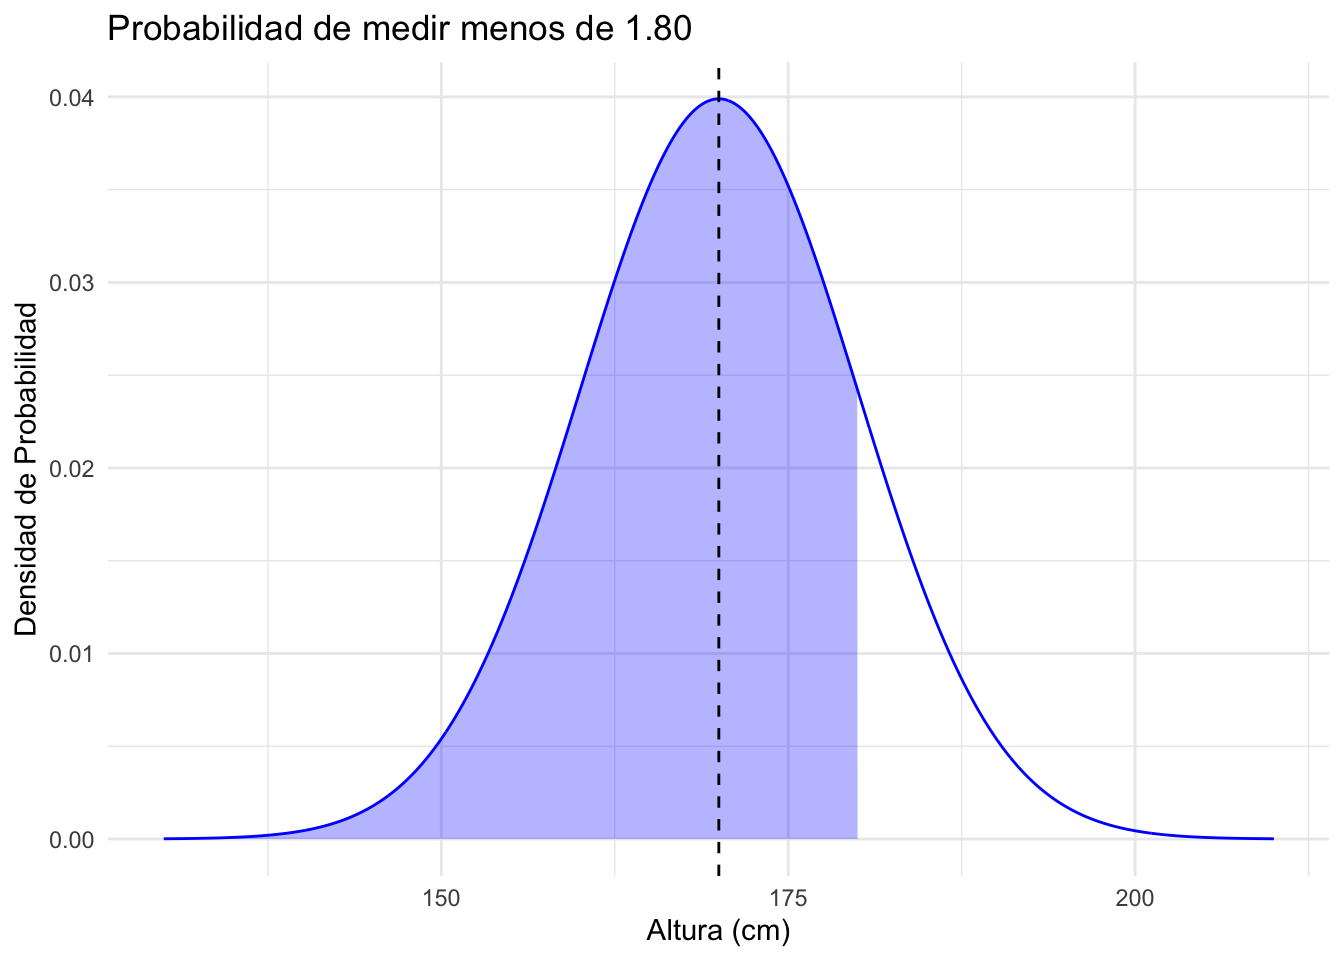 Probabilidad de medir menos de 1.80
Densidad de Probabilidad
0.04
0.03
0.02
0.01
0.00
150 175 200
Altura (cm)